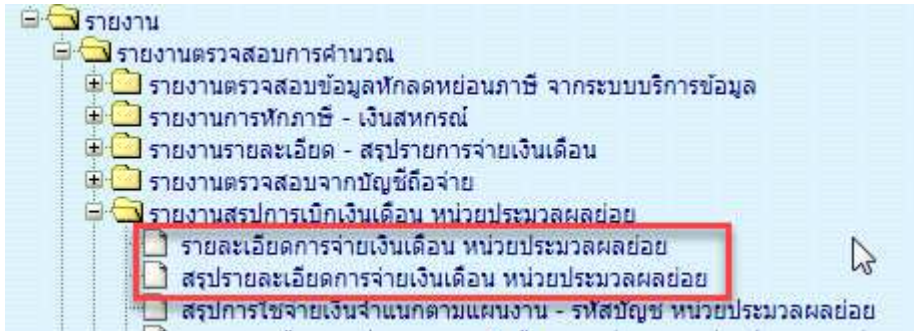 รายงาน
รายงานตรวจสอบการคำนวณ
รายงานตรวจสอบข้อมูลหักลดหย่อนภาษี จากระบบบริการข้อมูล
รายงานการหักภาษี - เงินสหกรณ์
รายงานรายละเอียด - สรุปรายการจ่ายเงินเดือน
รายงานตรวจสอบจากบัญชีถือจ่าย
รายงานสรุปการเบิกเงินเดือน หน่วยประมวลผลย่อย
รายละเอียดการจ่ายเงินเดือน หน่วยประมวลผลย่อย
สรุปรายละเอียดการจ่ายเงินเดือน หน่วยประมวลผลย่อย
สรุปการใช้จ่ายเงินจำแนกตามแผนงาน - รหัสบัญชี หน่วยประมวลผลย่อย